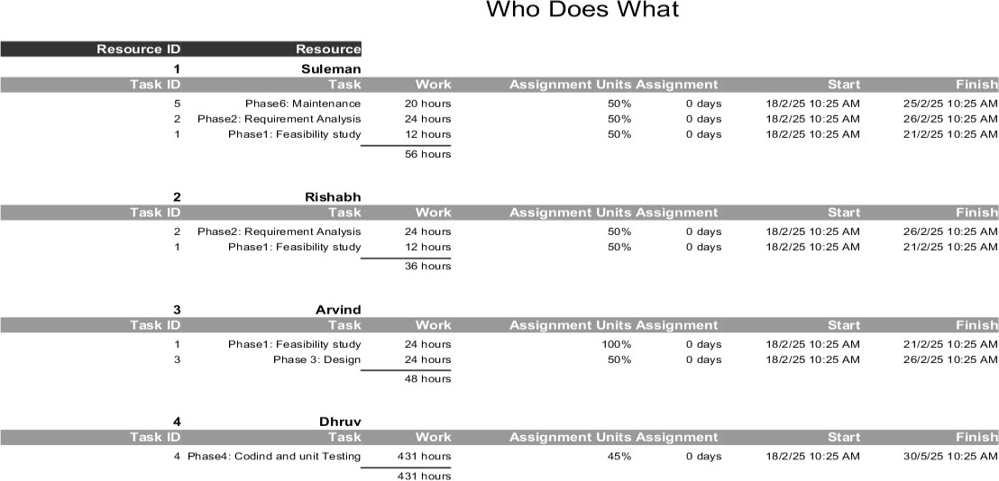 Who Does What
Resource ID Resource
1 Suleman
Task ID Task Work Assignment Units Assignment Start Finish
5 Phase6: Maintenance 20 hours 50% 0 days 18/2/25 10:25 AM 25/2/25 10:25 AM
2 Phase2: Requirement Analysis 24 hours 50% 0 days 18/2/25 10:25 AM 26/2/25 10:25 AM
1 Phase1: Feasibility study 12 hours 50% 0 days 18/2/25 10:25 AM 21/2/25 10:25 AM
56 hours
2 Rishabh
Task ID Task Work Assignment Units Assignment Start Finish
2 Phase2: Requirement Analysis 24 hours 50% 0 days 18/2/25 10:25 AM 26/2/25 10:25 AM
1 Phase1: Feasibility study 12 hours 50% 0 days 18/2/25 10:25 AM 21/2/25 10:25 AM
36 hours
3 Arvind
Task ID Task Work Assignment Units Assignment Start Finish
1 Phase1: Feasibility study 24 hours 100% 0 days 18/2/25 10:25 AM 21/2/25 10:25 AM
3 Phase 3: Design 24 hours 50% 0 days 18/2/25 10:25 AM 26/2/25 10:25 AM
48 hours
4 Dhruv
Task ID Task Work Assignment Units Assignment Start Finish
4 Phase4: Codind and unit Testing 431 hours 45% 0 days 18/2/25 10:25 AM 30/5/25 10:25 AM
431 hours